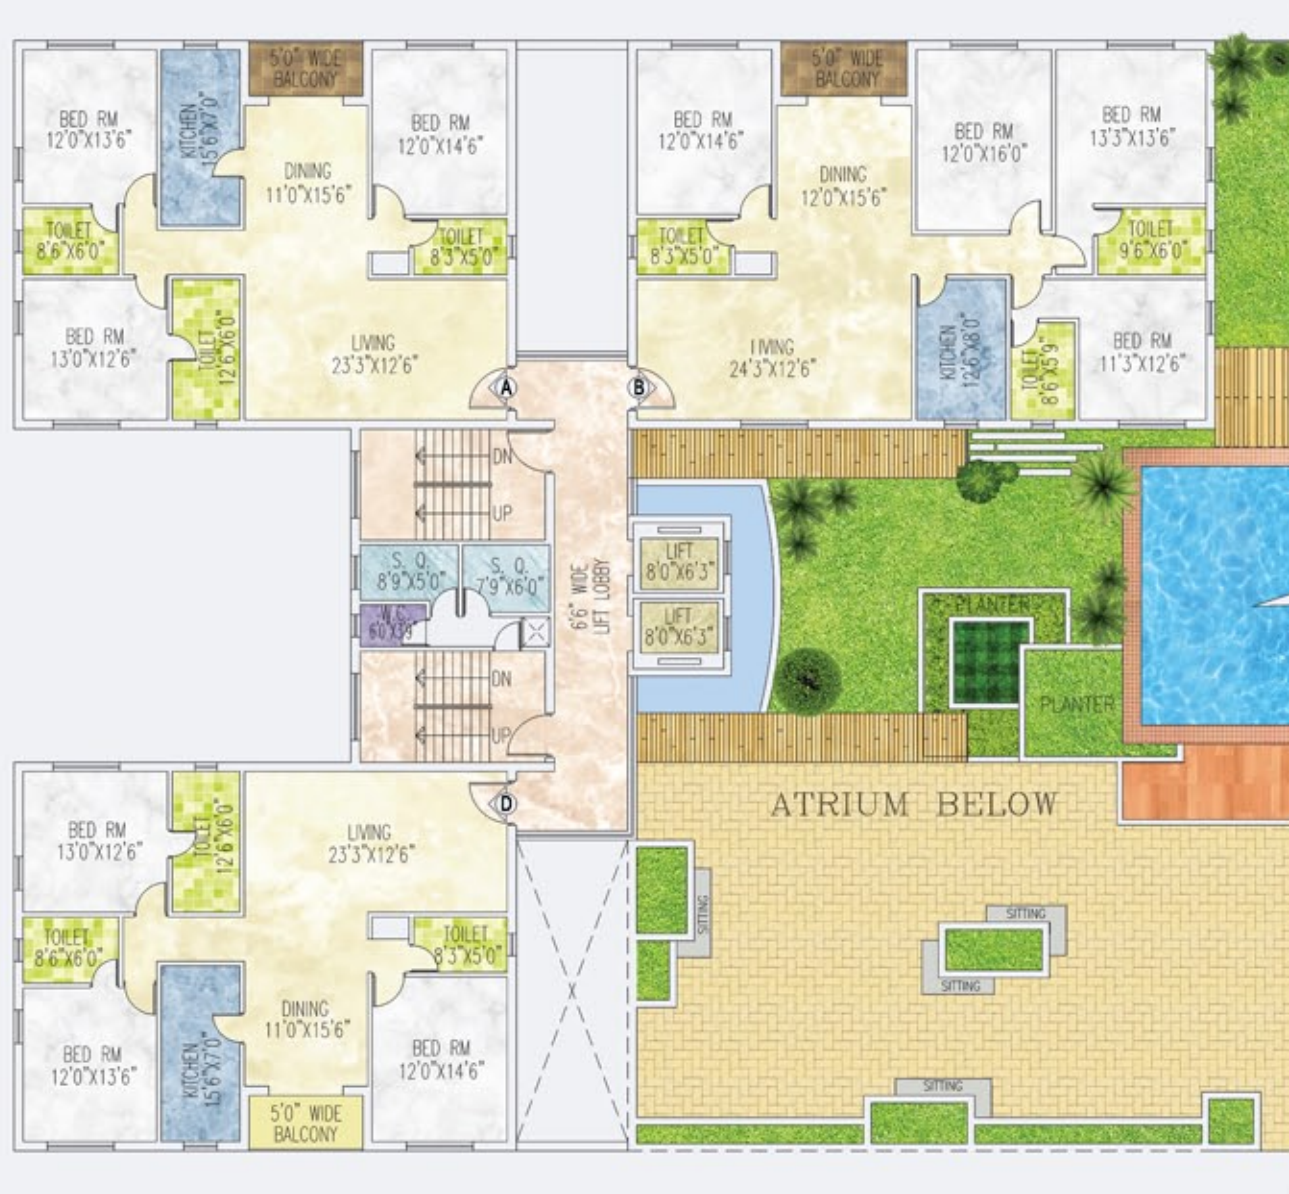 5'0" WIDE
BALCONY
BED RM
12'0"X13'6"
KITCHEN
15'6"X7'0"
DINING
11'0"X15'6"
BED RM
12'0"X14'6"
TOILET
8'6"X6'0"
TOILET
8'3"X5'0"
BED RM
13'0"X12'6"
TOILET
12'6"X6'0"
LIVING
23'3"X12'6"
A
5'0" WIDE
BALCONY
BED RM
12'0"X14'6"
DINING
12'0"X15'6"
BED RM
12'0"X16'0"
BED RM
13'3"X13'6"
TOILET
8'3"X5'0"
TOILET
9'6"X6'0"
LIVING
24'3"X12'6"
KITCHEN
12'6"X8'0"
TOILET
8'6"X5'9"
BED RM
11'3"X12'6"
B
DN
UP
S. Q.
8'9"X5'0"
S. Q.
7'9"X6'0"
6'6" WIDE
LIFT LOBBY
LIFT
8'0"X6'3"
LIFT
8'0"X6'3"
DN
UP
PLANTER
PLANTER
ATRIUM BELOW
D
BED RM
13'0"X12'6"
TOILET
12'6"X6'0"
LIVING
23'3"X12'6"
TOILET
8'6"X6'0"
TOILET
8'3"X5'0"
BED RM
12'0"X13'6"
KITCHEN
15'6"X7'0"
DINING
11'0"X15'6"
BED RM
12'0"X14'6"
5'0" WIDE
BALCONY
X
SITTING
SITTING
SITTING
SITTING